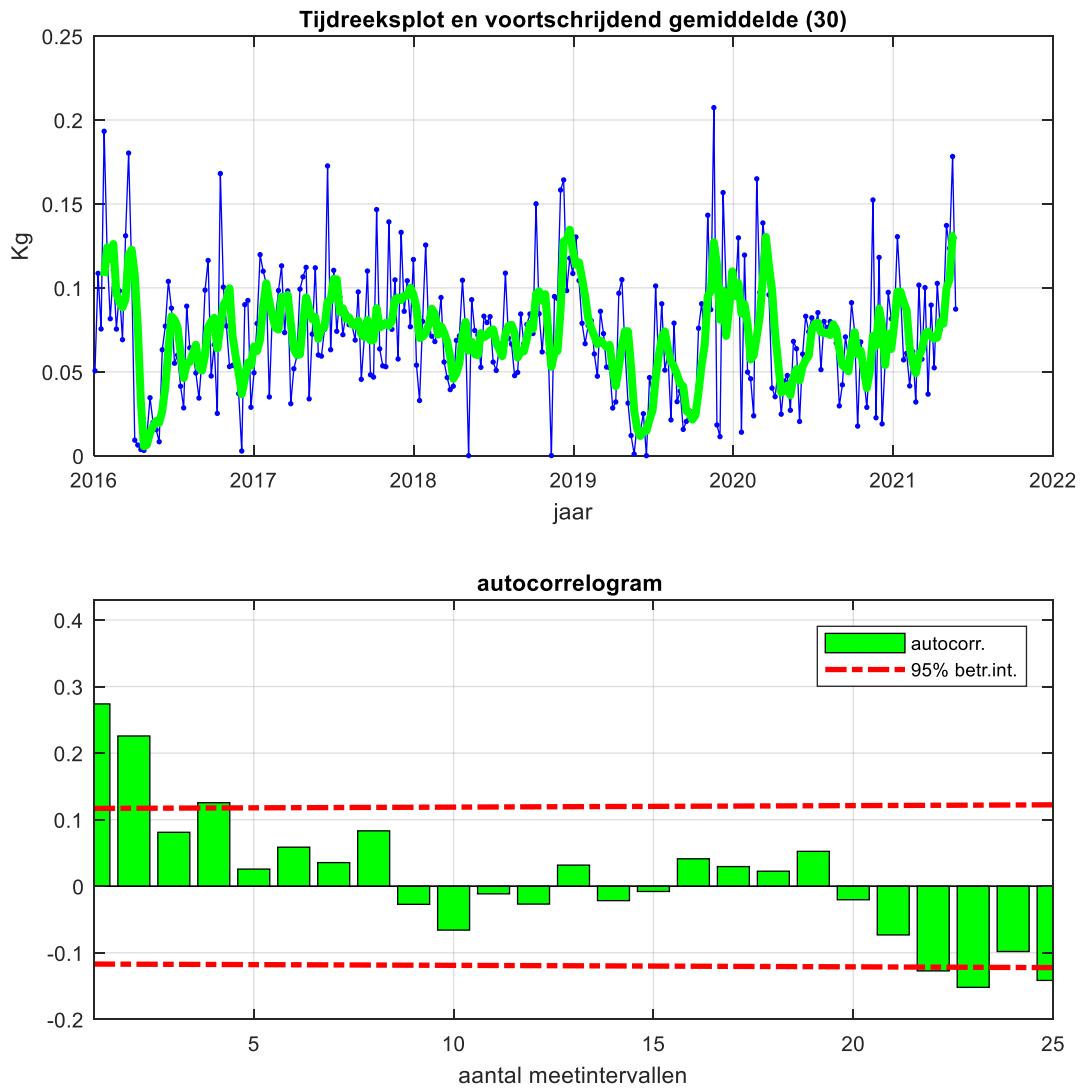 Tijdreeksplot en voortschrijdend gemiddelde (30)
0.25
0.2
0.15
0.1
0.05
0
Kg
2016 2017 2018 2019 2020 2021 2022
jaar
autocorrelogram
0.4
0.3
0.2
0.1
0
-0.1
-0.2
autocorr.
95% betr.int.
5 10 15 20 25
aantal meetintervallen